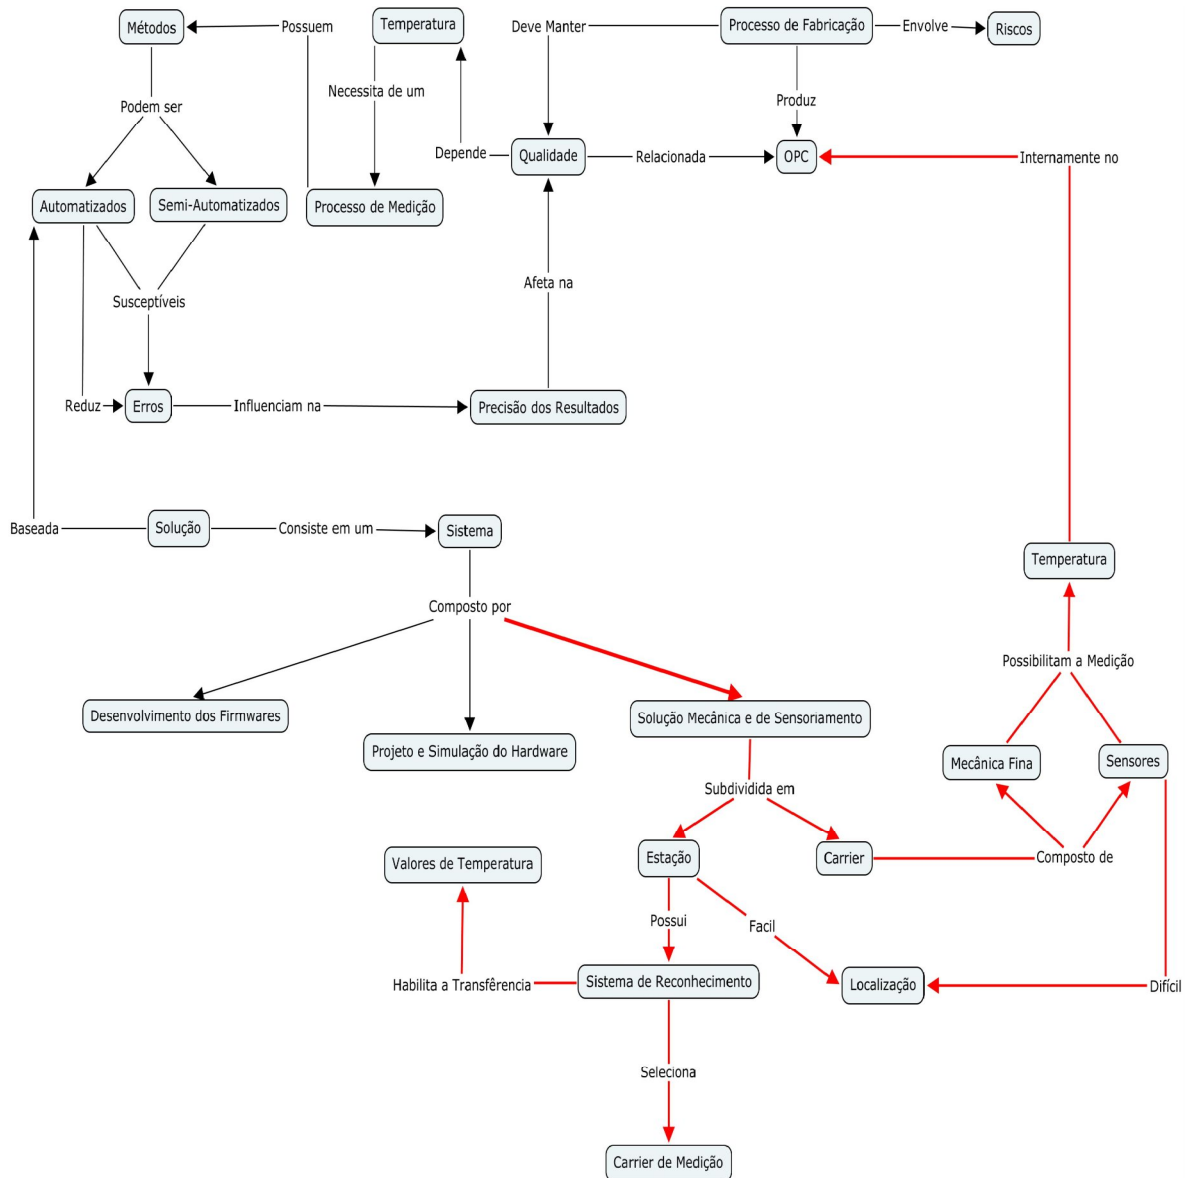 Métodos
Possuem
Temperatura
Deve Manter
Processo de Fabricação
Envolve
Riscos
Necessita de um
Podem ser
Produz
Depende
Qualidade
Relacionada
OPC
Internamente no
Automatizados
Semi-Automatizados
Processo de Medição
Afeta na
Susceptíveis
Reduz
Erros
Influenciam na
Precisão dos Resultados
Baseada
Solução
Consiste em um
Sistema
Temperatura
Composto por
Possibilitam a Medição
Desenvolvimento dos Firmwares
Solução Mecânica e de Sensoriamento
Projeto e Simulação do Hardware
Mecânica Fina
Sensores
Subdividida em
Valores de Temperatura
Estação
Carrier
Composto de
Possui
Facil
Habilita a Transfêrencia
Sistema de Reconhecimento
Localização
Difícil
Seleciona
Carrier de Medição